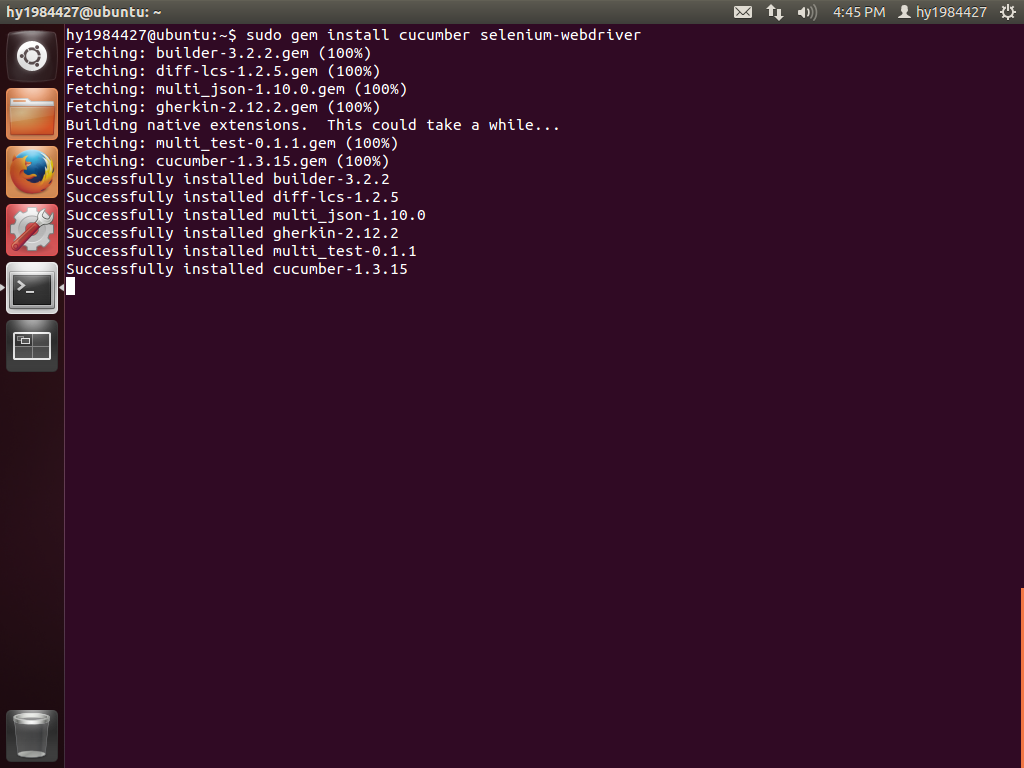 hy1984427@ubuntu: ~ 4:45 PM hy1984427
hy1984427@ubuntu:~$ sudo gem install cucumber selenium-webdriver
Fetching: builder-3.2.2.gem (100%)
Fetching: diff-lcs-1.2.5.gem (100%)
Fetching: multi_json-1.10.0.gem (100%)
Fetching: gherkin-2.12.2.gem (100%)
Building native extensions.  This could take a while...
Fetching: multi_test-0.1.1.gem (100%)
Fetching: cucumber-1.3.15.gem (100%)
Successfully installed builder-3.2.2
Successfully installed diff-lcs-1.2.5
Successfully installed multi_json-1.10.0
Successfully installed gherkin-2.12.2
Successfully installed multi_test-0.1.1
Successfully installed cucumber-1.3.15